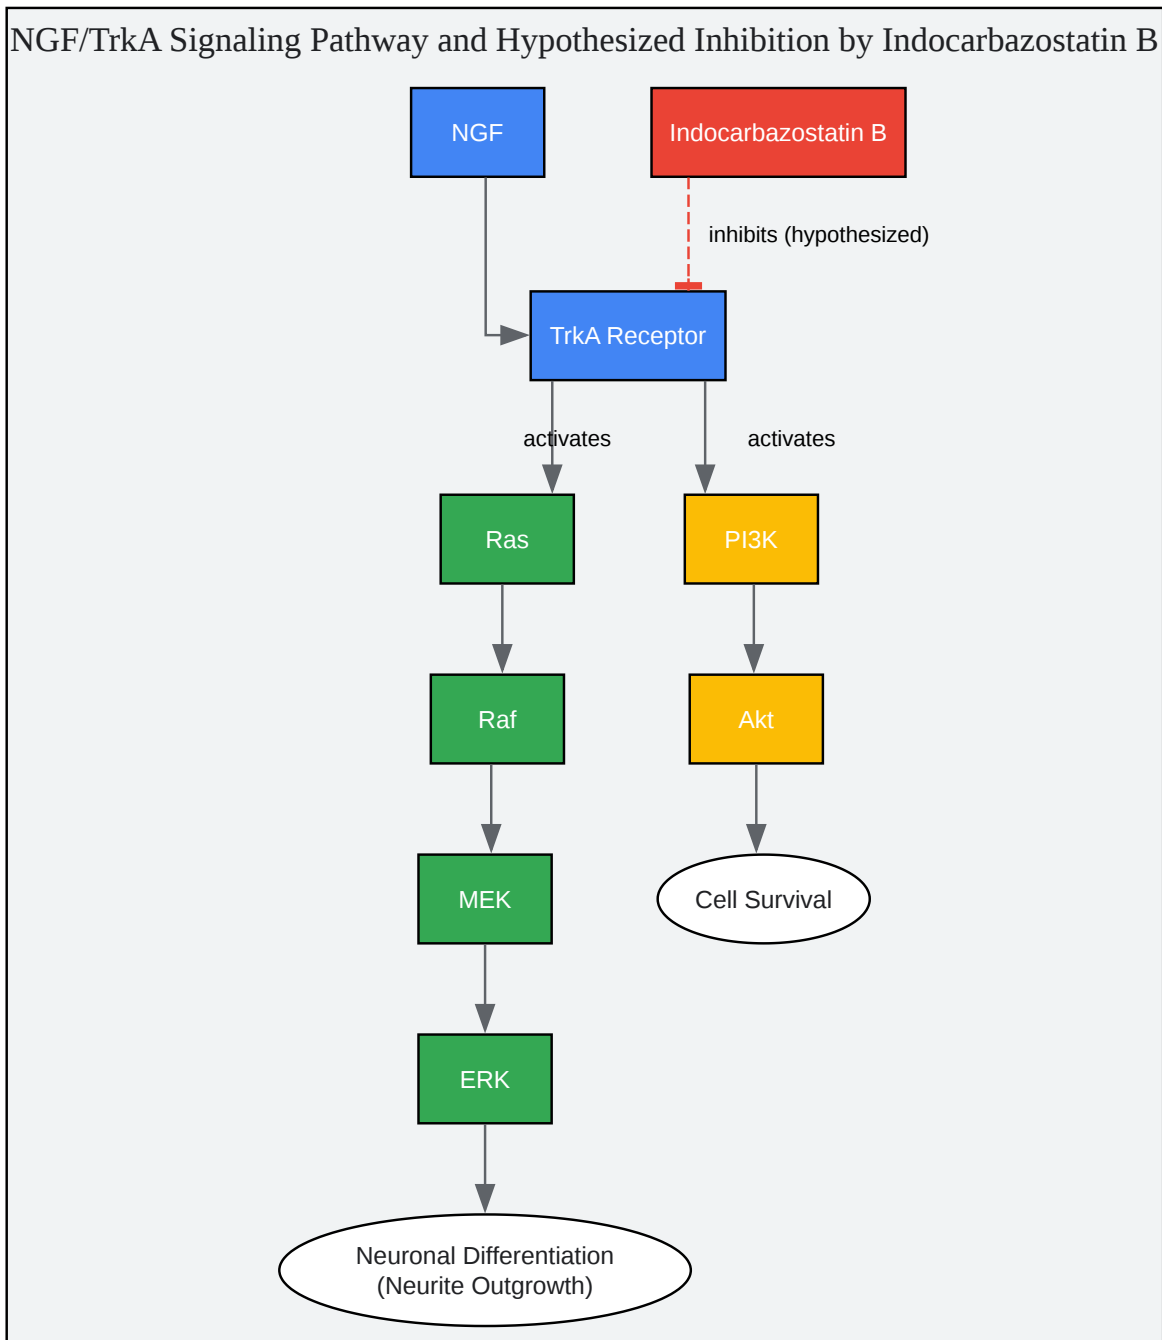 NGF/TrkA Signaling Pathway and Hypothesized Inhibition by Indocarbazostatin B
NGF
Indocarbazostatin B
inhibits (hypothesized)
TrkA Receptor
activates
activates
Ras
PI3K
Raf
Akt
MEK
Cell Survival
ERK
Neuronal Differentiation
(Neurite Outgrowth)